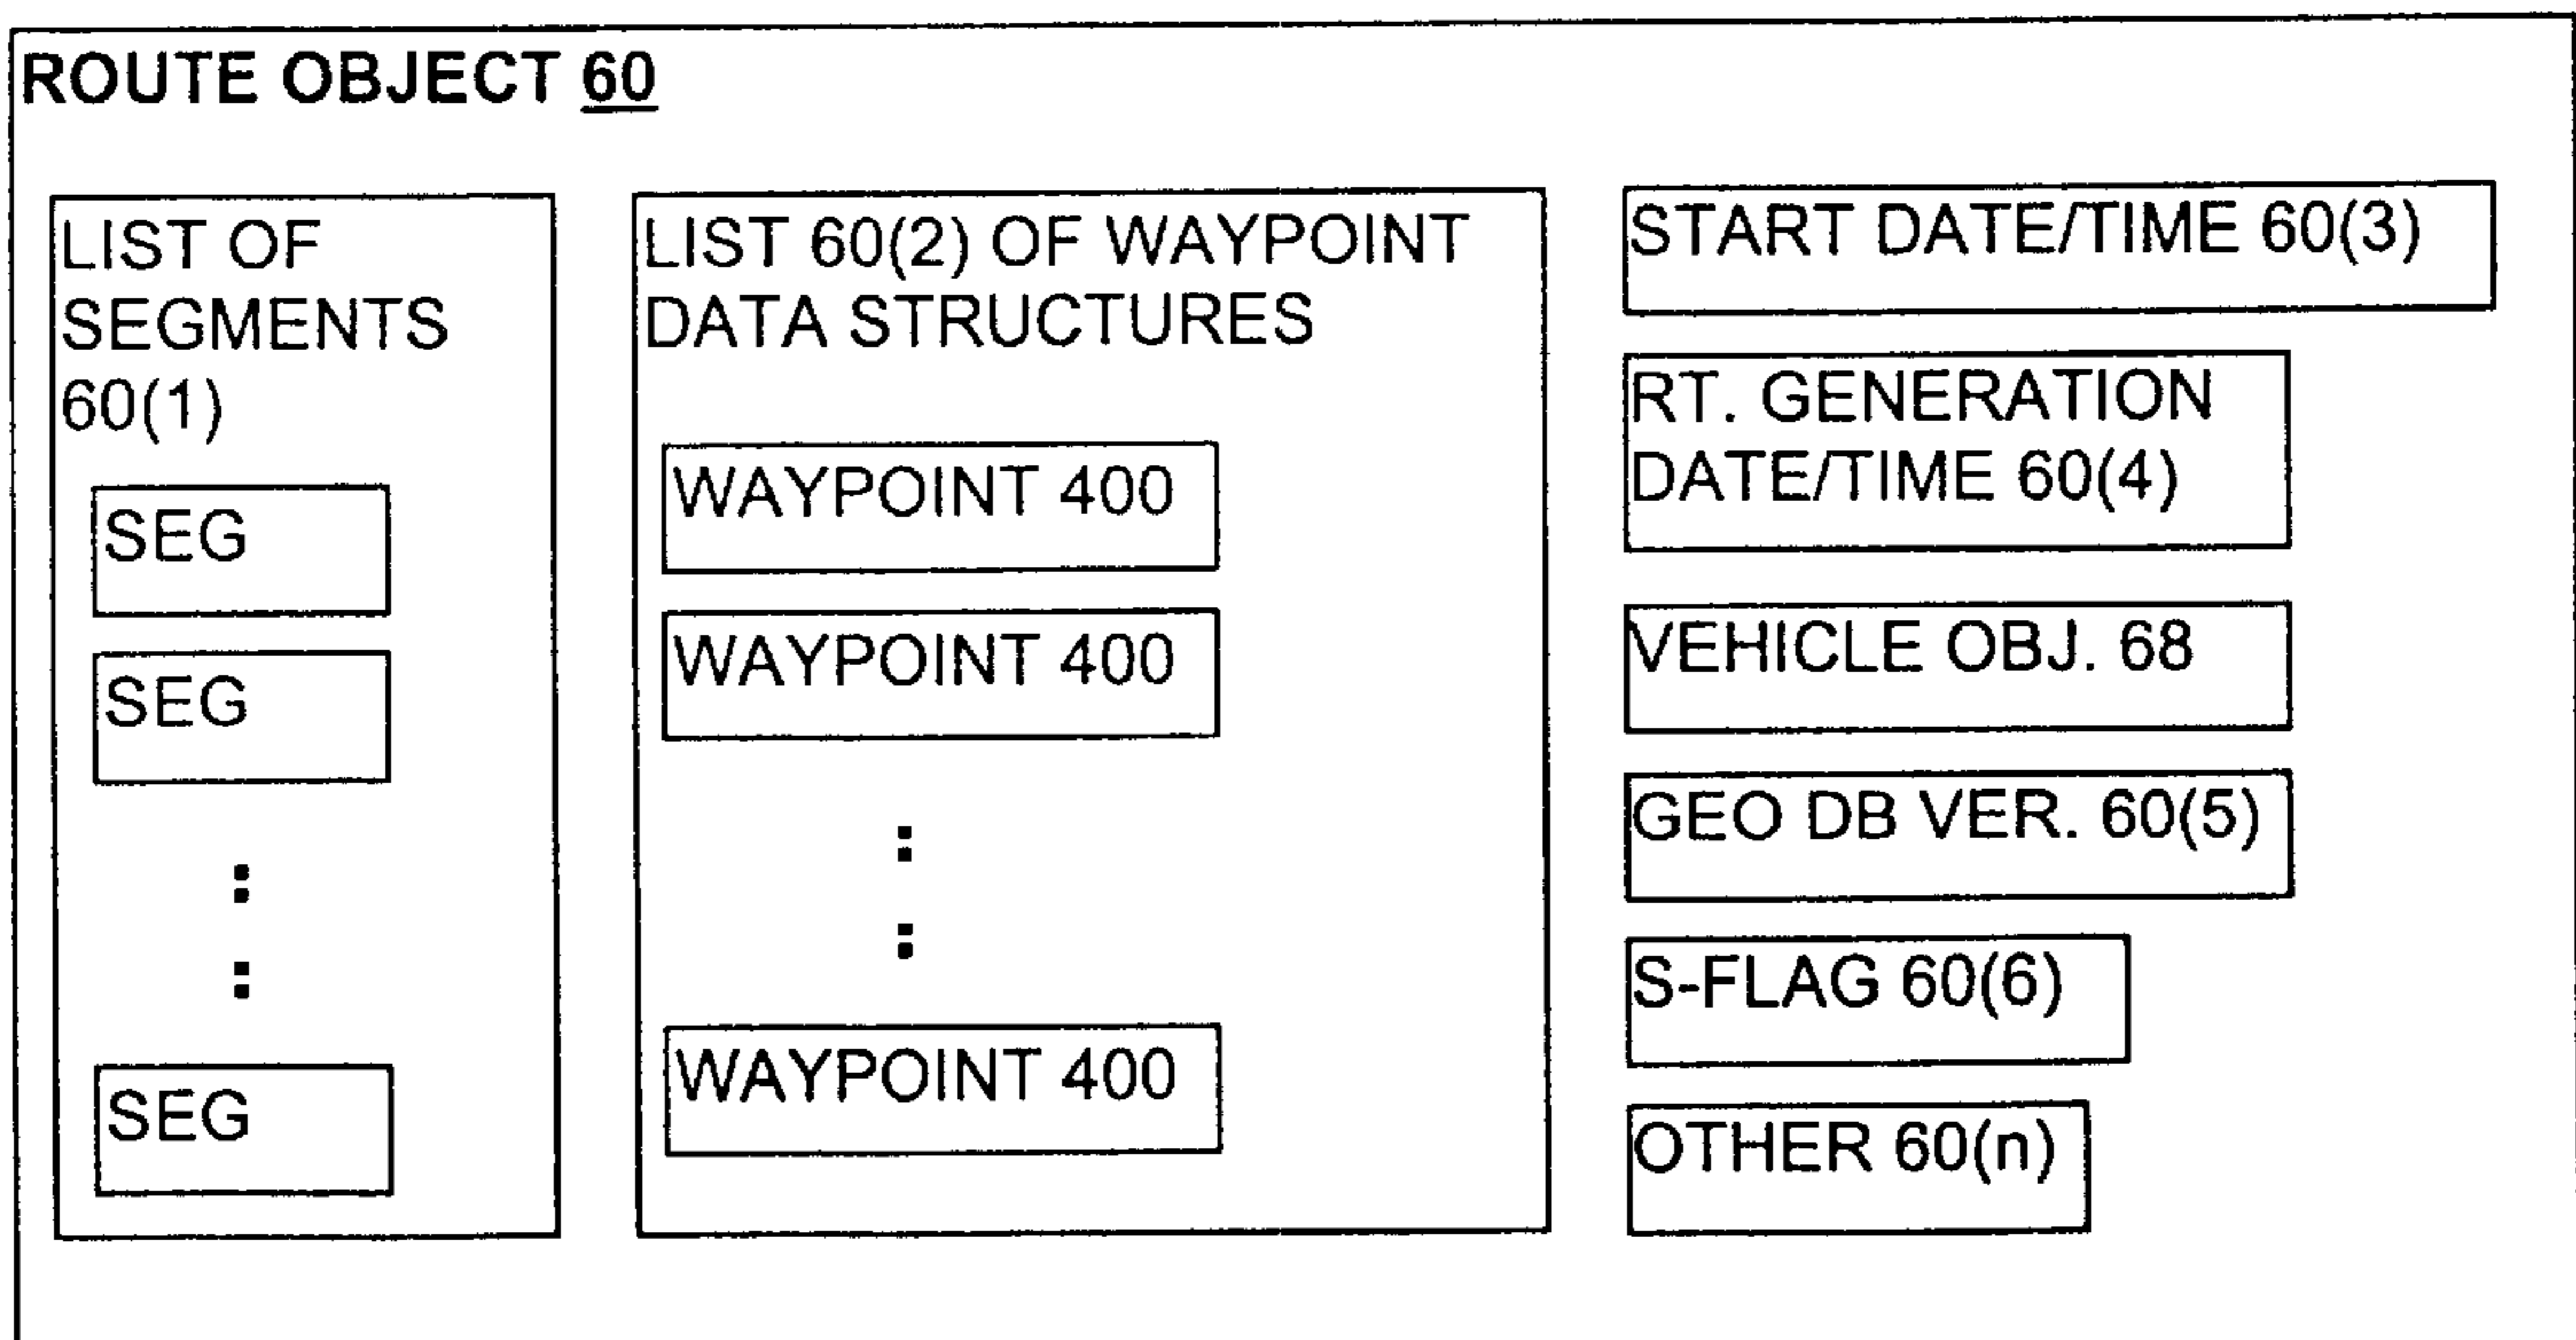 ROUTE OBJECT 60
LIST OF
SEGMENTS
60(1)
SEG
SEG
SEG
LIST 60(2) OF WAYPOINT
DATA STRUCTURES
WAYPOINT 400
WAYPOINT 400
WAYPOINT 400
START DATE/TIME 60(3)
RT. GENERATION
DATE/TIME 60(4)
VEHICLE OBJ. 68
GEO DB VER. 60(5)
S-FLAG 60(6)
OTHER 60(n)